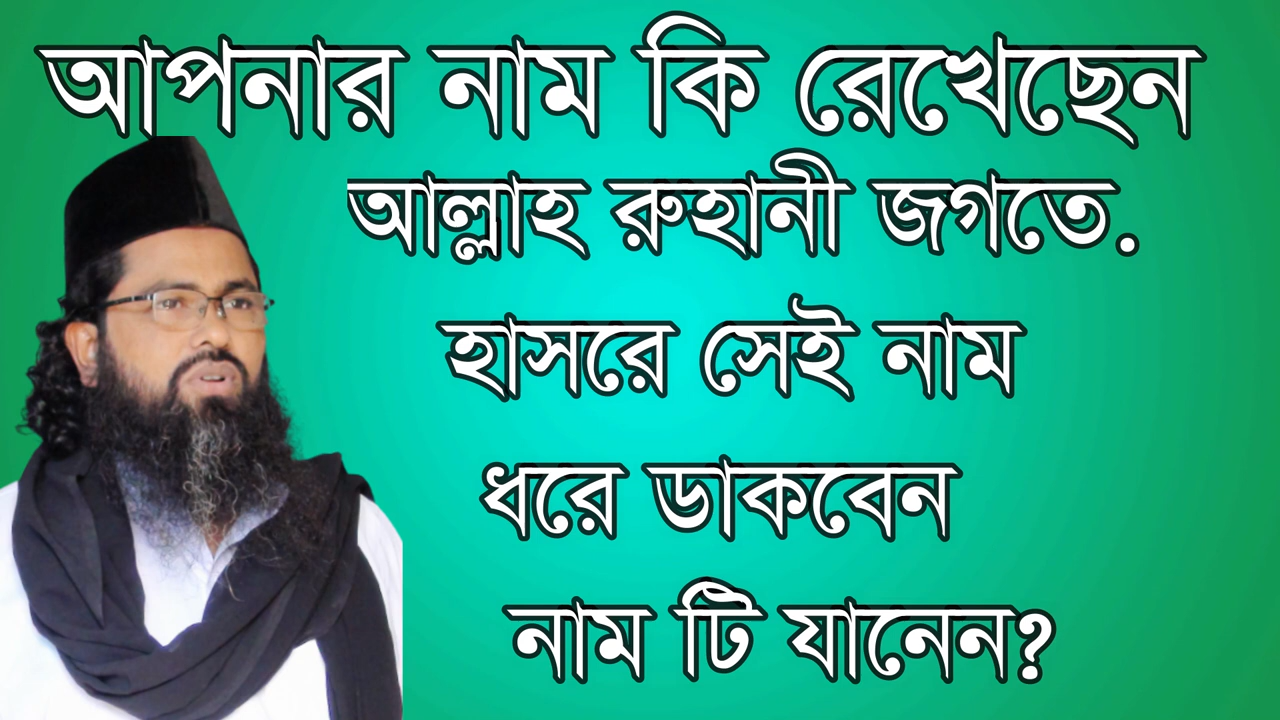 আপনার নাম কি রেখেছেন
আল্লাহ রুহানী জগতে.
হাসরে সেই নাম
ধরে ডাকবেন
নাম টি যানেন?